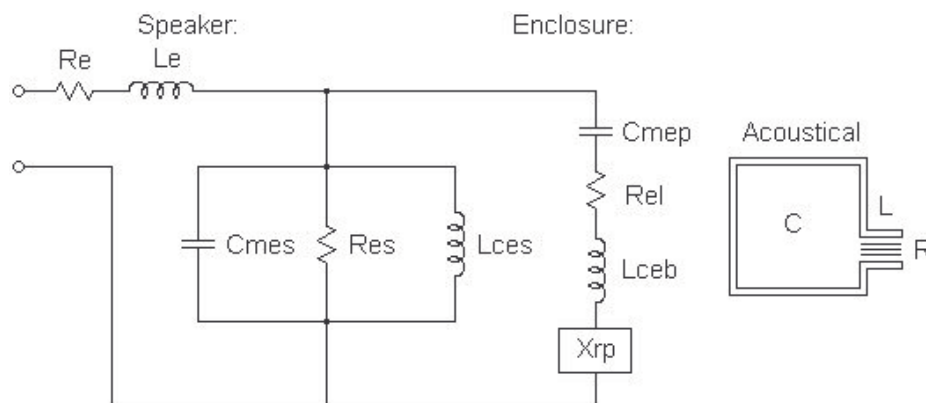 Speaker:
Enclosure:
Re
Le
Cmep
Acoustical
Rel
C
L
R
Cmes
Res
Lces
Lceb
Xrp